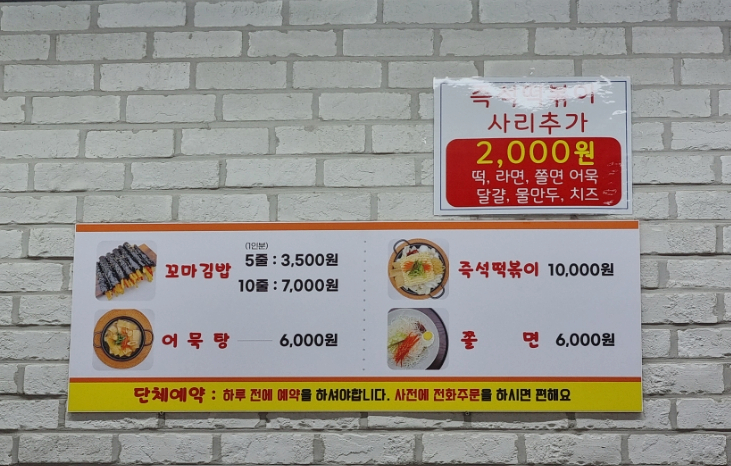 즉석떡볶이
사리추가
2,000원
떡, 라면, 쫄면 어묵
달걀, 물만두, 치즈
(1인분)
꼬마김밥 5줄 : 3,500원
10줄 : 7,000원
즉석떡볶이 10,000원
어묵탕 6,000원
쫄 면 6,000원
단체예약 : 하루 전에 예약을 하셔야합니다. 사전에 전화주문을 하시면 편해요